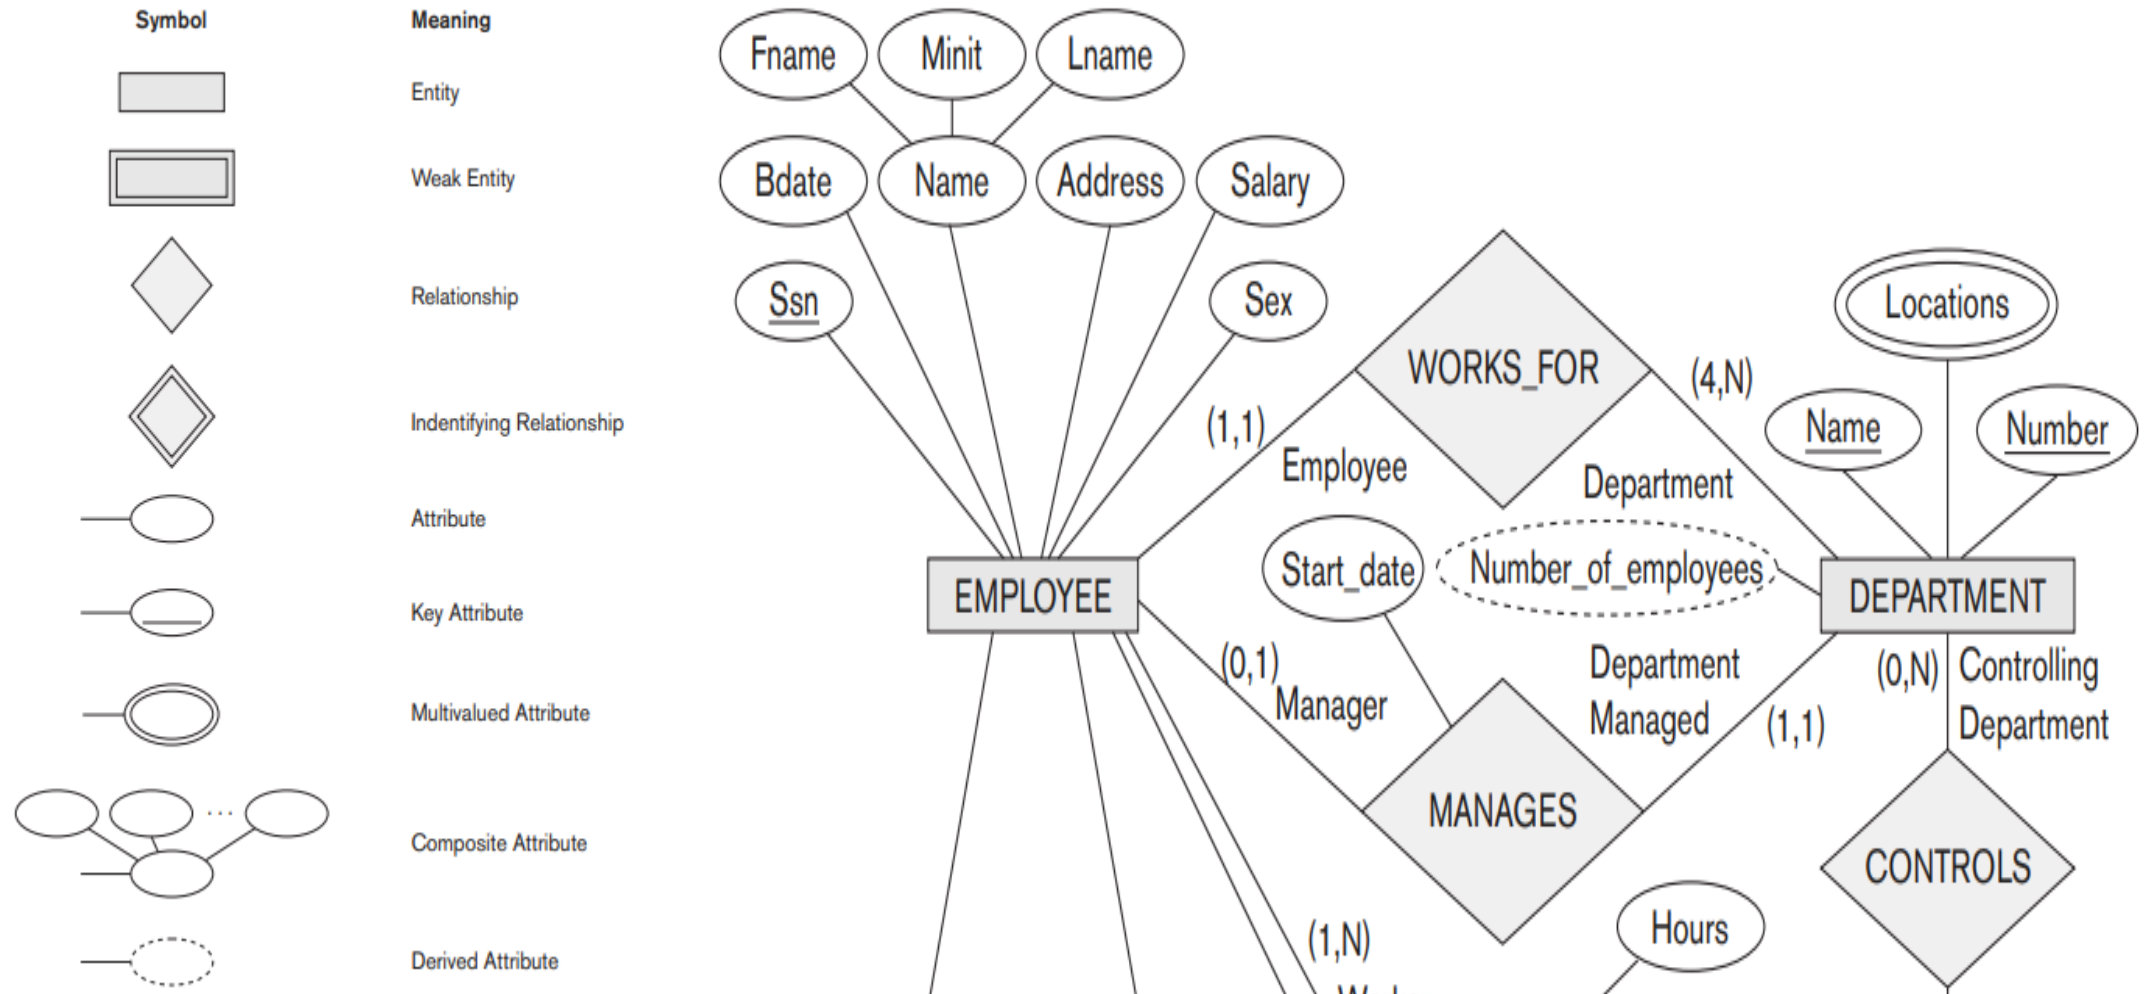 Symbol
Meaning
Entity
Weak Entity
Relationship
Indentifying Relationship
Attribute
Key Attribute
Multivalued Attribute
...
Composite Attribute
Derived Attribute
Fname
Minit
Lname
Bdate
Name
Address
Salary
Ssn
Sex
WORKS_FOR
(1,1)
Employee
(4,N)
Department
Locations
Name
Number
Start_date
Number_of_employees
EMPLOYEE
DEPARTMENT
(0,1)
Manager
Department
Managed
(1,1)
MANAGES
(0,N)
Controlling
Department
CONTROLS
(1,N)
Hours